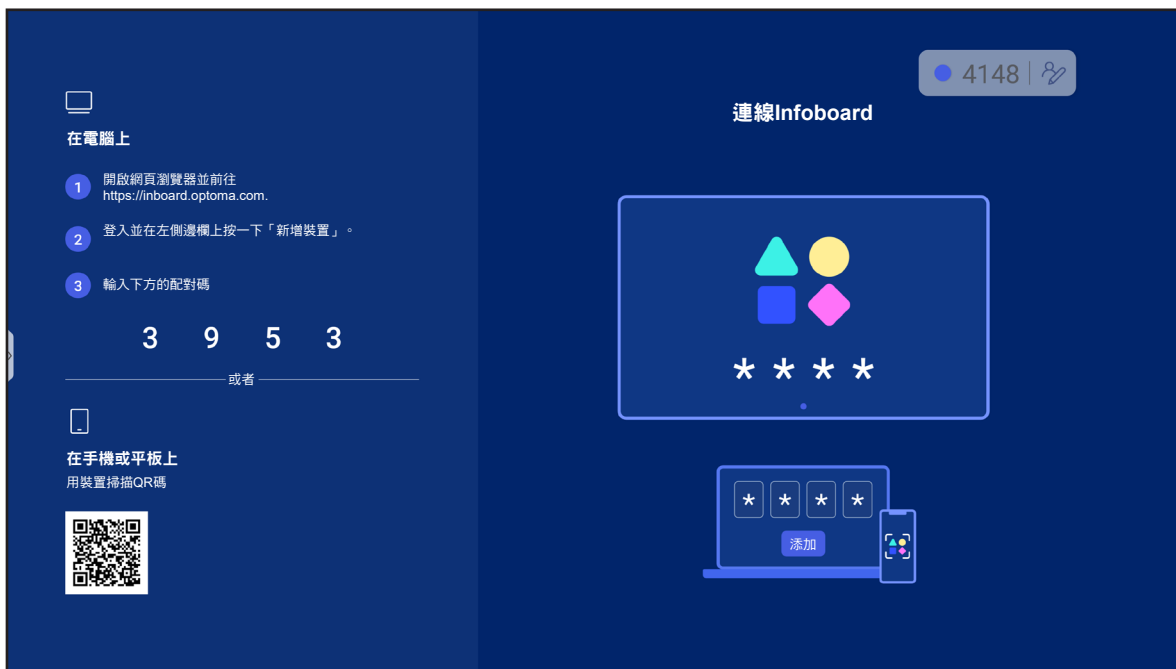 在電腦上
1 開啟網頁瀏覽器並前往
https://inboard.optoma.com.
2 登入並在左側邊欄上按一下「新增裝置」。
3 輸入下方的配對碼
3 9 5 3
或者
在手機或平板上
用裝置掃描QR碼
4148
連線Infoboard
* * * *
* * * *
添加